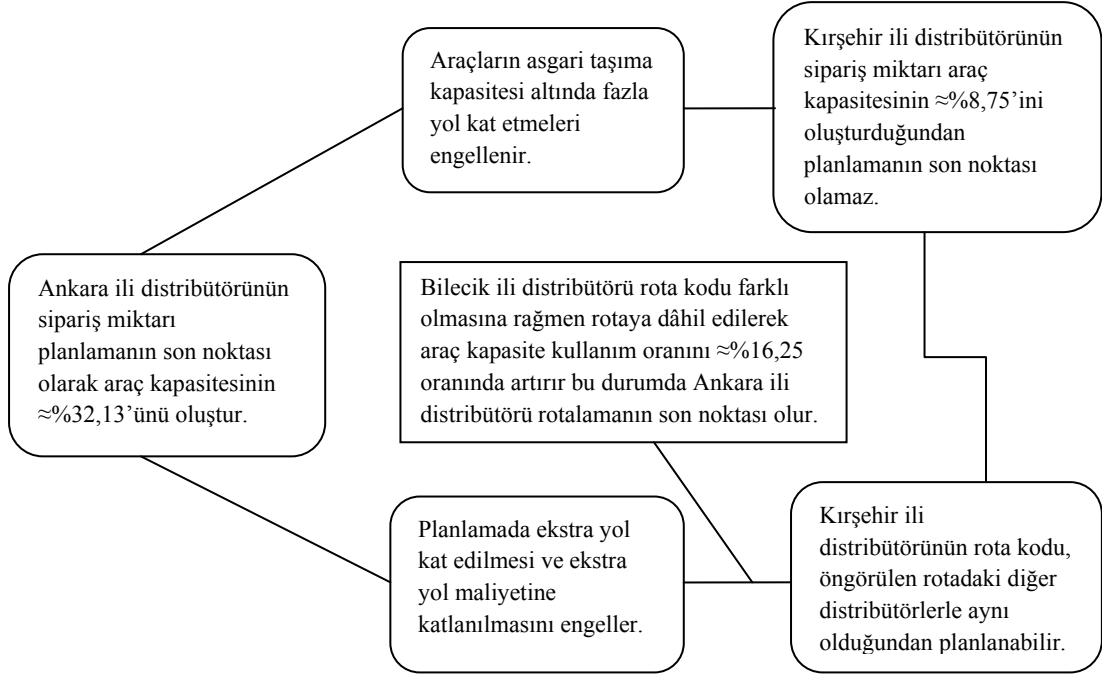 Araçların asgari taşıma
kapasitesi altında fazla
yol kat etmeleri
engellenir.
Kırşehir ili distribütörünün
sipariş miktarı araç
kapasitesinin ≈%8,75’ini
oluşturduğundan
planlamanın son noktası
olamaz.
Ankara ili distribütörünün
sipariş miktarı
planlamanın son noktası
olarak araç kapasitesinin
≈%32,13’ünü oluştur.
Bilecik ili distribütörü rota kodu farklı
olmasına rağmen rotaya dâhil edilerek
araç kapasite kullanım oranını ≈%16,25
oranında artırır bu durumda Ankara ili
distribütörü rotalamanın son noktası olur.
Planlamada ekstra yol
kat edilmesi ve ekstra
yol maliyetine
katlanılmasını engeller.
Kırşehir ili
distribütörünün rota kodu,
öngörülen rotadaki diğer
distribütörlerle aynı
olduğundan planlanabilir.